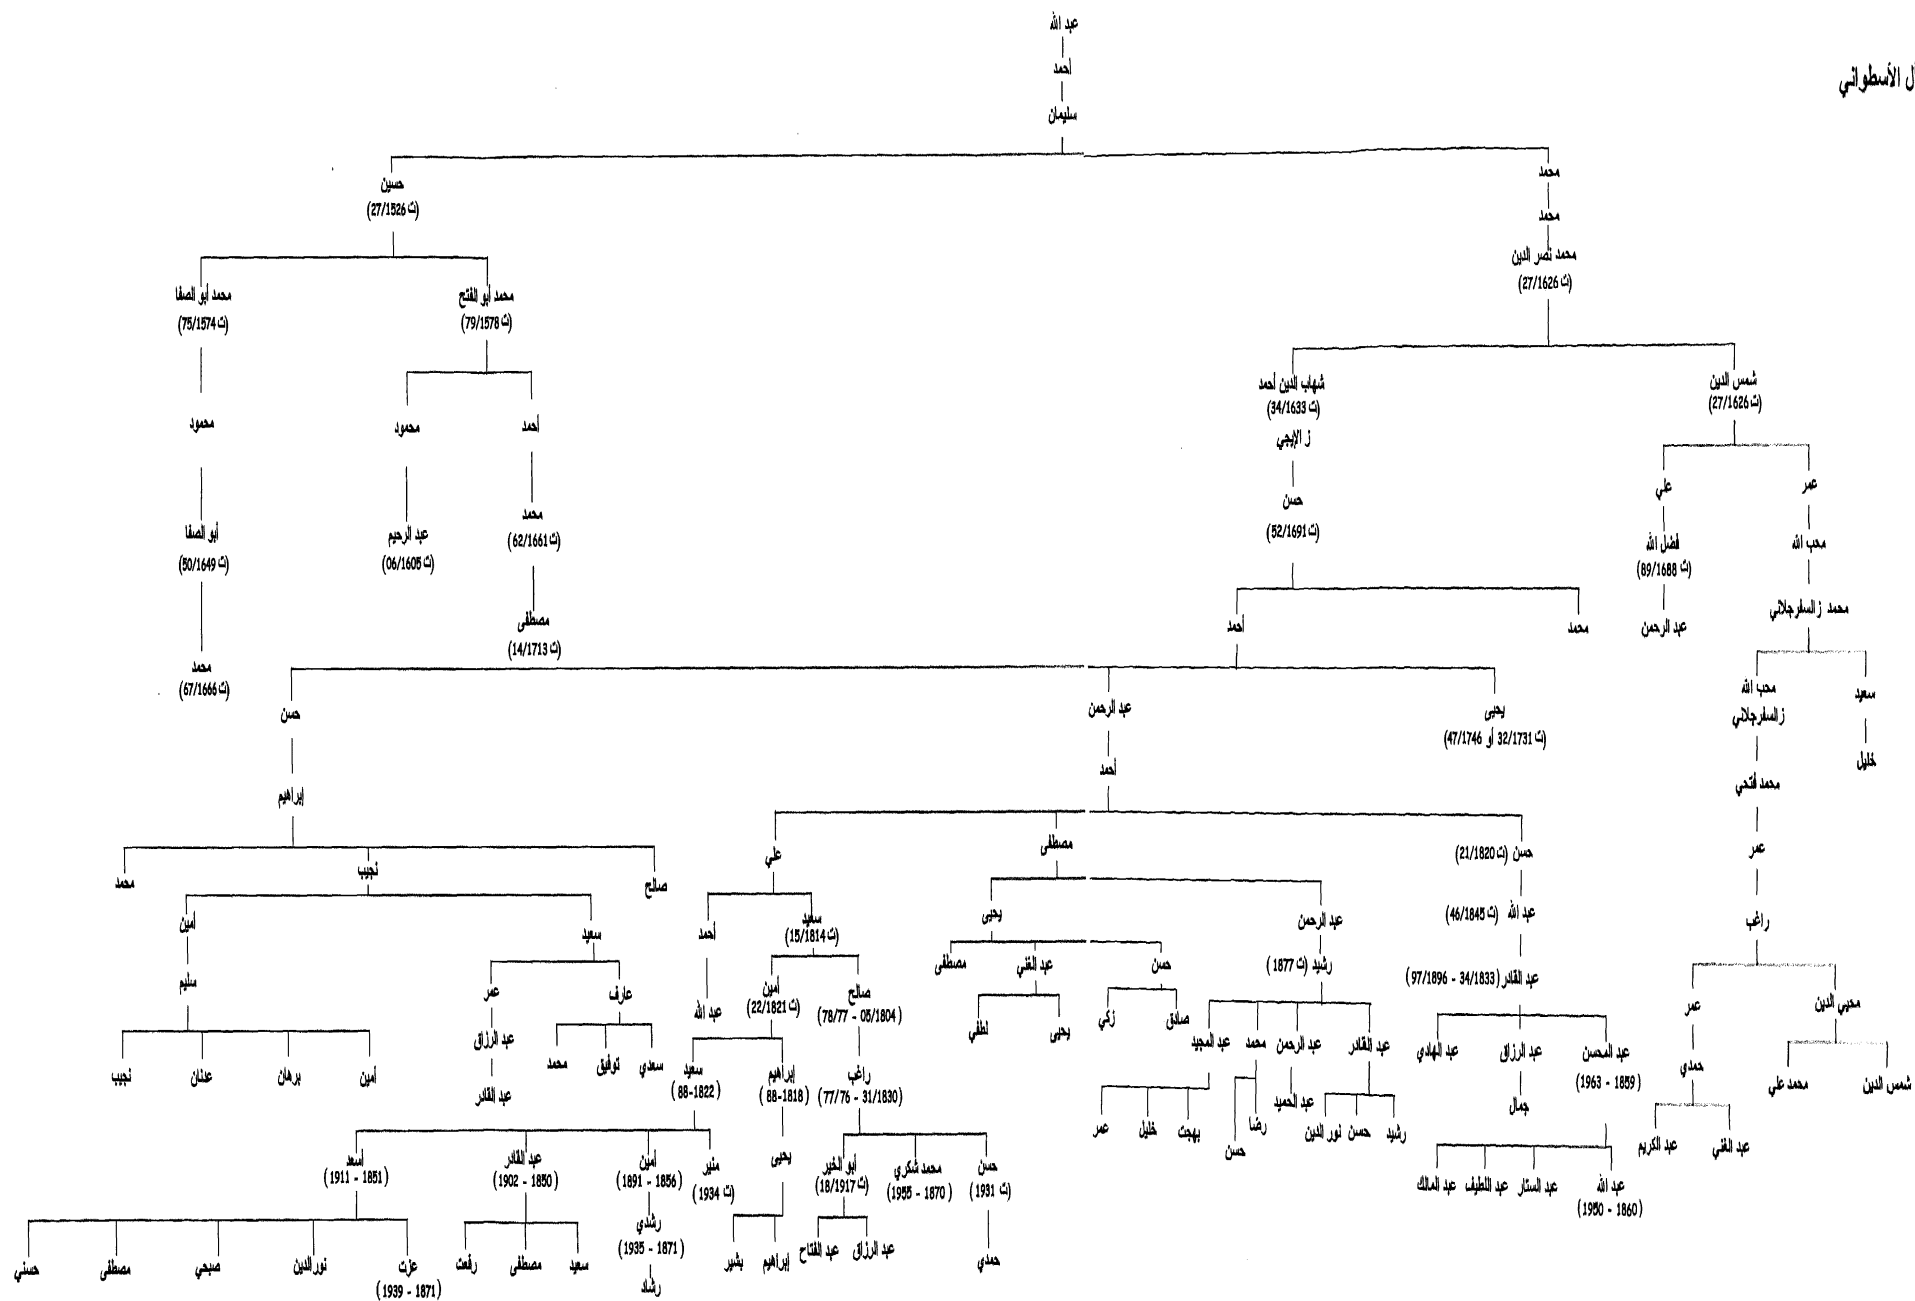 ل الأسطواني
عبد الله
أحمد
سليمان
محمد
حسين
(ت 27/1526)
محمد
محمد نصر الدين
(ت 27/1626)
محمد أبو الفتح
(ت 79/1578)
محمد أبو الصفا
(ت 75/1574)
شمس الدين
(ت 27/1626)
شهاب الدين أحمد
(ت 34/1633)
ز الإيجي
أحمد
محمود
محمود
عمر
علي
حسن
(ت 52/1691)
محمد
(ت 62/1661)
عبد الرحيم
(ت 06/1605)
أبو الصفا
(ت 50/1649)
محب الله
فضل الله
(ت 89/1688)
محمد ز السفرجلاني
عبد الرحمن
محمد
أحمد
مصطفى
(ت 14/1713)
محمد
(ت 67/1666)
سعيد
محب الله
ز السفرجلاني
يحيى
(ت 32/1731 أو 47/1746)
عبد الرحمن
حسن
خليل
محمد فتحي
أحمد
إبراهيم
عمر
حسن (ت 21/1820)
مصطفى
علي
صالح
نجيب
محمد
راغب
عبد الله (ت 46/1845)
عبد الرحمن
يحيى
سعيد
(ت 15/1814)
أحمد
سعيد
أمين
عبد القادر (34/1833 - 97/1896)
رشيد (ت 1877)
حسن
عبد الغني
مصطفى
صالح
(05/1804 - 78/77)
أمين
(ت 22/1821)
عبد الله
عارف
عمر
سليم
محيي الدين
عمر
صادق
زكي
يحيى
لطفي
عبد المحسن
(1859 - 1963)
عبد الرزاق
عبد الهادي
عبد القادر
عبد الرحمن
محمد
عبد المجيد
راغب
(31/1830 - 77/76)
إبراهيم
(88-1818)
سعيد
(88-1822)
سعدي
توفيق
محمد
عبد الرزاق
أمين
برهان
عدنان
نجيب
شمس الدين
محمد علي
حمدي
جمال
عبد الحميد
عبد القادر
رشيد
حسن
نور الدين
رضا
حسن
بهجت
خليل
عمر
عبد الغني
عبد الكريم
عبد الله
(1860 - 1950)
عبد الستار
عبد اللطيف
عبد المالك
حسن
(ت 1931)
محمد شكري
(1870 - 1955)
أبو الخير
(ت 18/1917)
يحيى
منير
(ت 1934)
أمين
(1856 - 1891)
عبد القادر
(1850 - 1902)
أسعد
(1851 - 1911)
رشدي
(1871 - 1935)
حمدي
عبد الرزاق
عبد الفتاح
إبراهيم
بشير
رشاد
سعيد
مصطفى
رفعت
عزت
(1871 - 1939)
نور الدين
صبحي
مصطفى
حسني